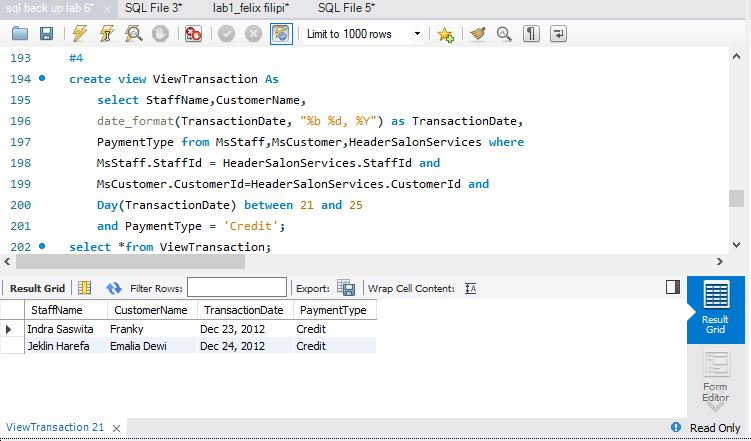 sql back up lab 6* × SQL File 3* lab1_felix filipi* SQL File 5*
Limit to 1000 rows
193 #4
194 create view ViewTransaction As
195 select StaffName,CustomerName,
196 date_format(TransactionDate, "%b %d, %Y") as TransactionDate,
197 PaymentType from MsStaff,MsCustomer,HeaderSalonServices where
198 MsStaff.StaffId = HeaderSalonServices.StaffId and
199 MsCustomer.CustomerId=HeaderSalonServices.CustomerId and
200 Day(TransactionDate) between 21 and 25
201 and PaymentType = 'Credit';
202 select *from ViewTransaction;
Result Grid Filter Rows: Export: Wrap Cell Content:
StaffName CustomerName TransactionDate PaymentType
Indra Saswita Franky Dec 23, 2012 Credit
Jeklin Harefa Emalia Dewi Dec 24, 2012 Credit
Result
Grid
Form
Editor
ViewTransaction 21 × Read Only